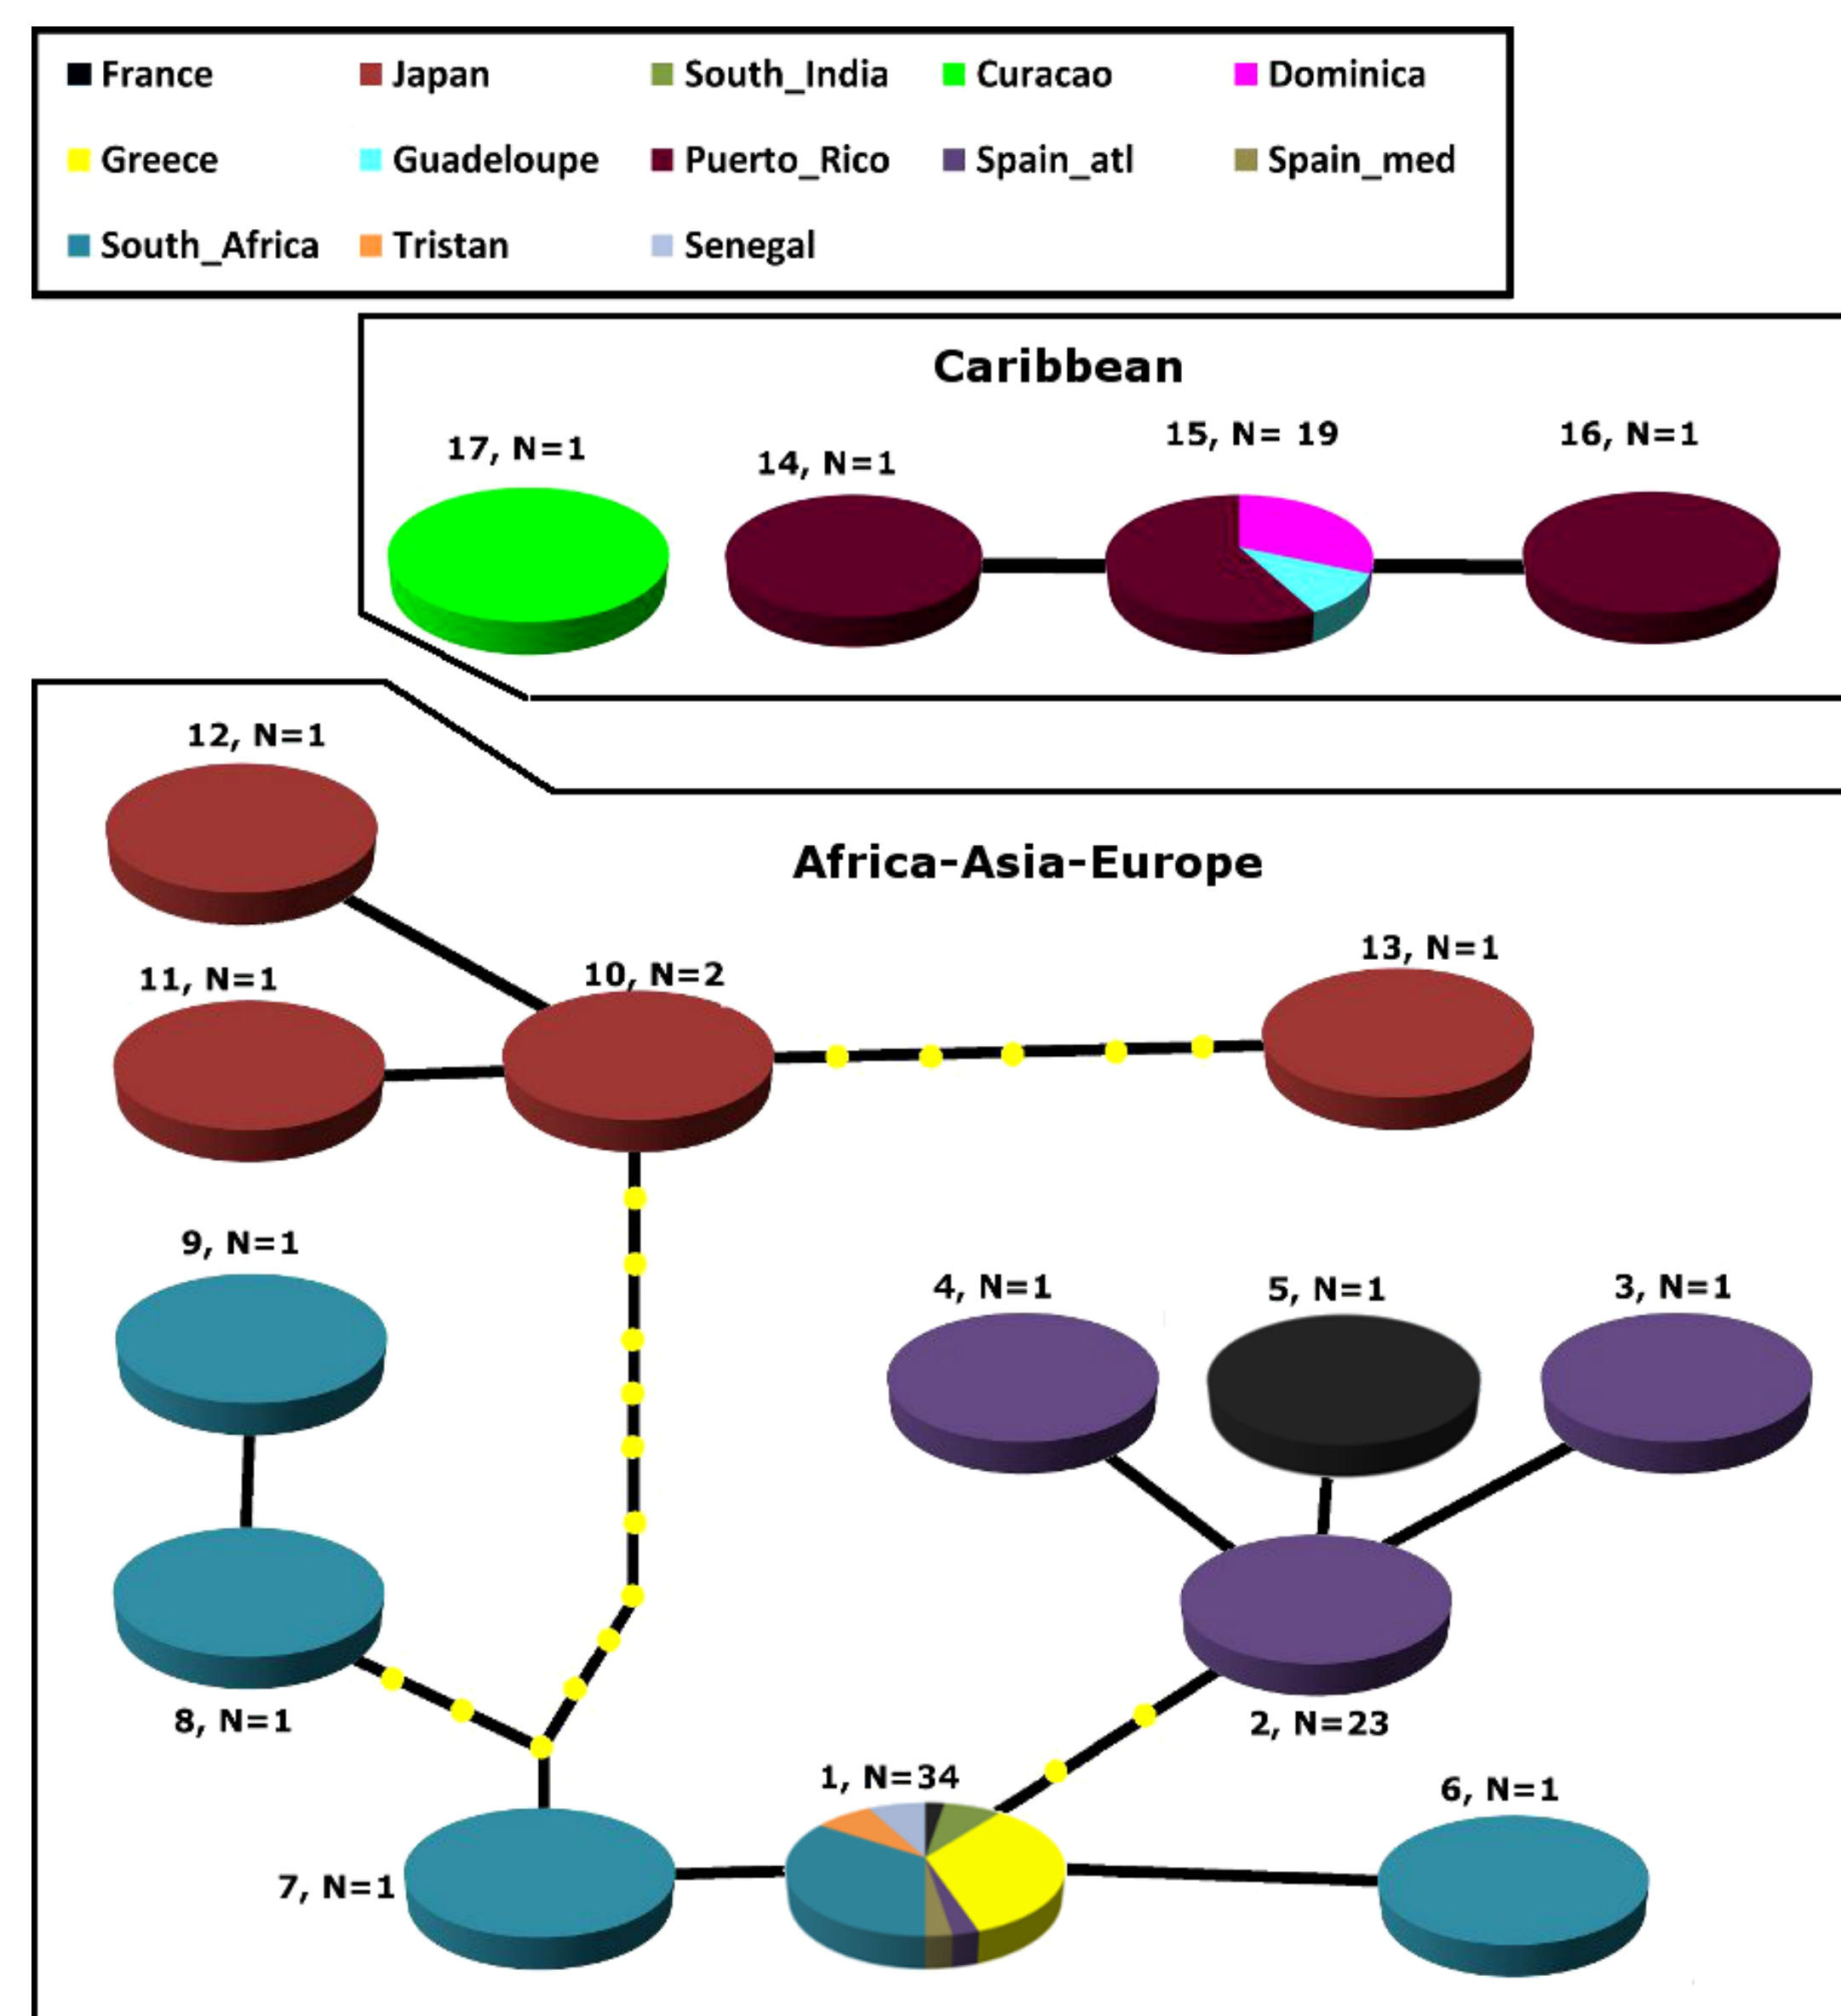 France Japan South_India Curacao Dominica
Greece Guadeloupe Puerto_Rico Spain_atl Spain_med
South_Africa Tristan Senegal
Caribbean
17, N=1
14, N=1
15, N= 19
16, N=1
12, N=1
Africa-Asia-Europe
11, N=1
10, N=2
13, N=1
9, N=1
4, N=1
5, N=1
3, N=1
8, N=1
2, N=23
1, N=34
6, N=1
7, N=1